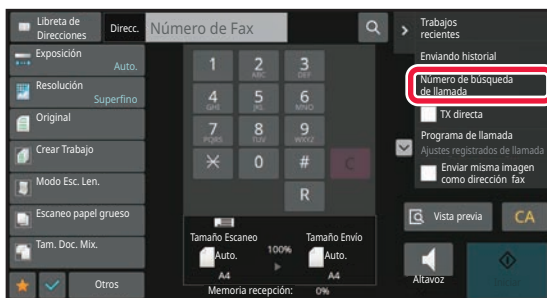 Libreta de
Direcciones
Direcc.
Número de Fax
Exposición
Auto.
Resolución
Superfino
Original
Crear Trabajo
Modo Esc. Len.
Escaneo papel grueso
Tam. Doc. Mix.
Otros
1
2
ABC
3
DEF
4
GHI
5
JKL
6
MNO
7
PQRS
8
TUV
9
WXYZ
0
#
C
R
Tamaño Escaneo
Tamaño Envío
Auto.
100%
Auto.
A4
A4
Memoria recepción:
0%
Trabajos
recientes
Enviando historial
Número de búsqueda
de llamada
TX directa
Programa de llamada
Ajustes registrados de llamada
Enviar misma imagen
como dirección fax
Vista previa
CA
Altavoz